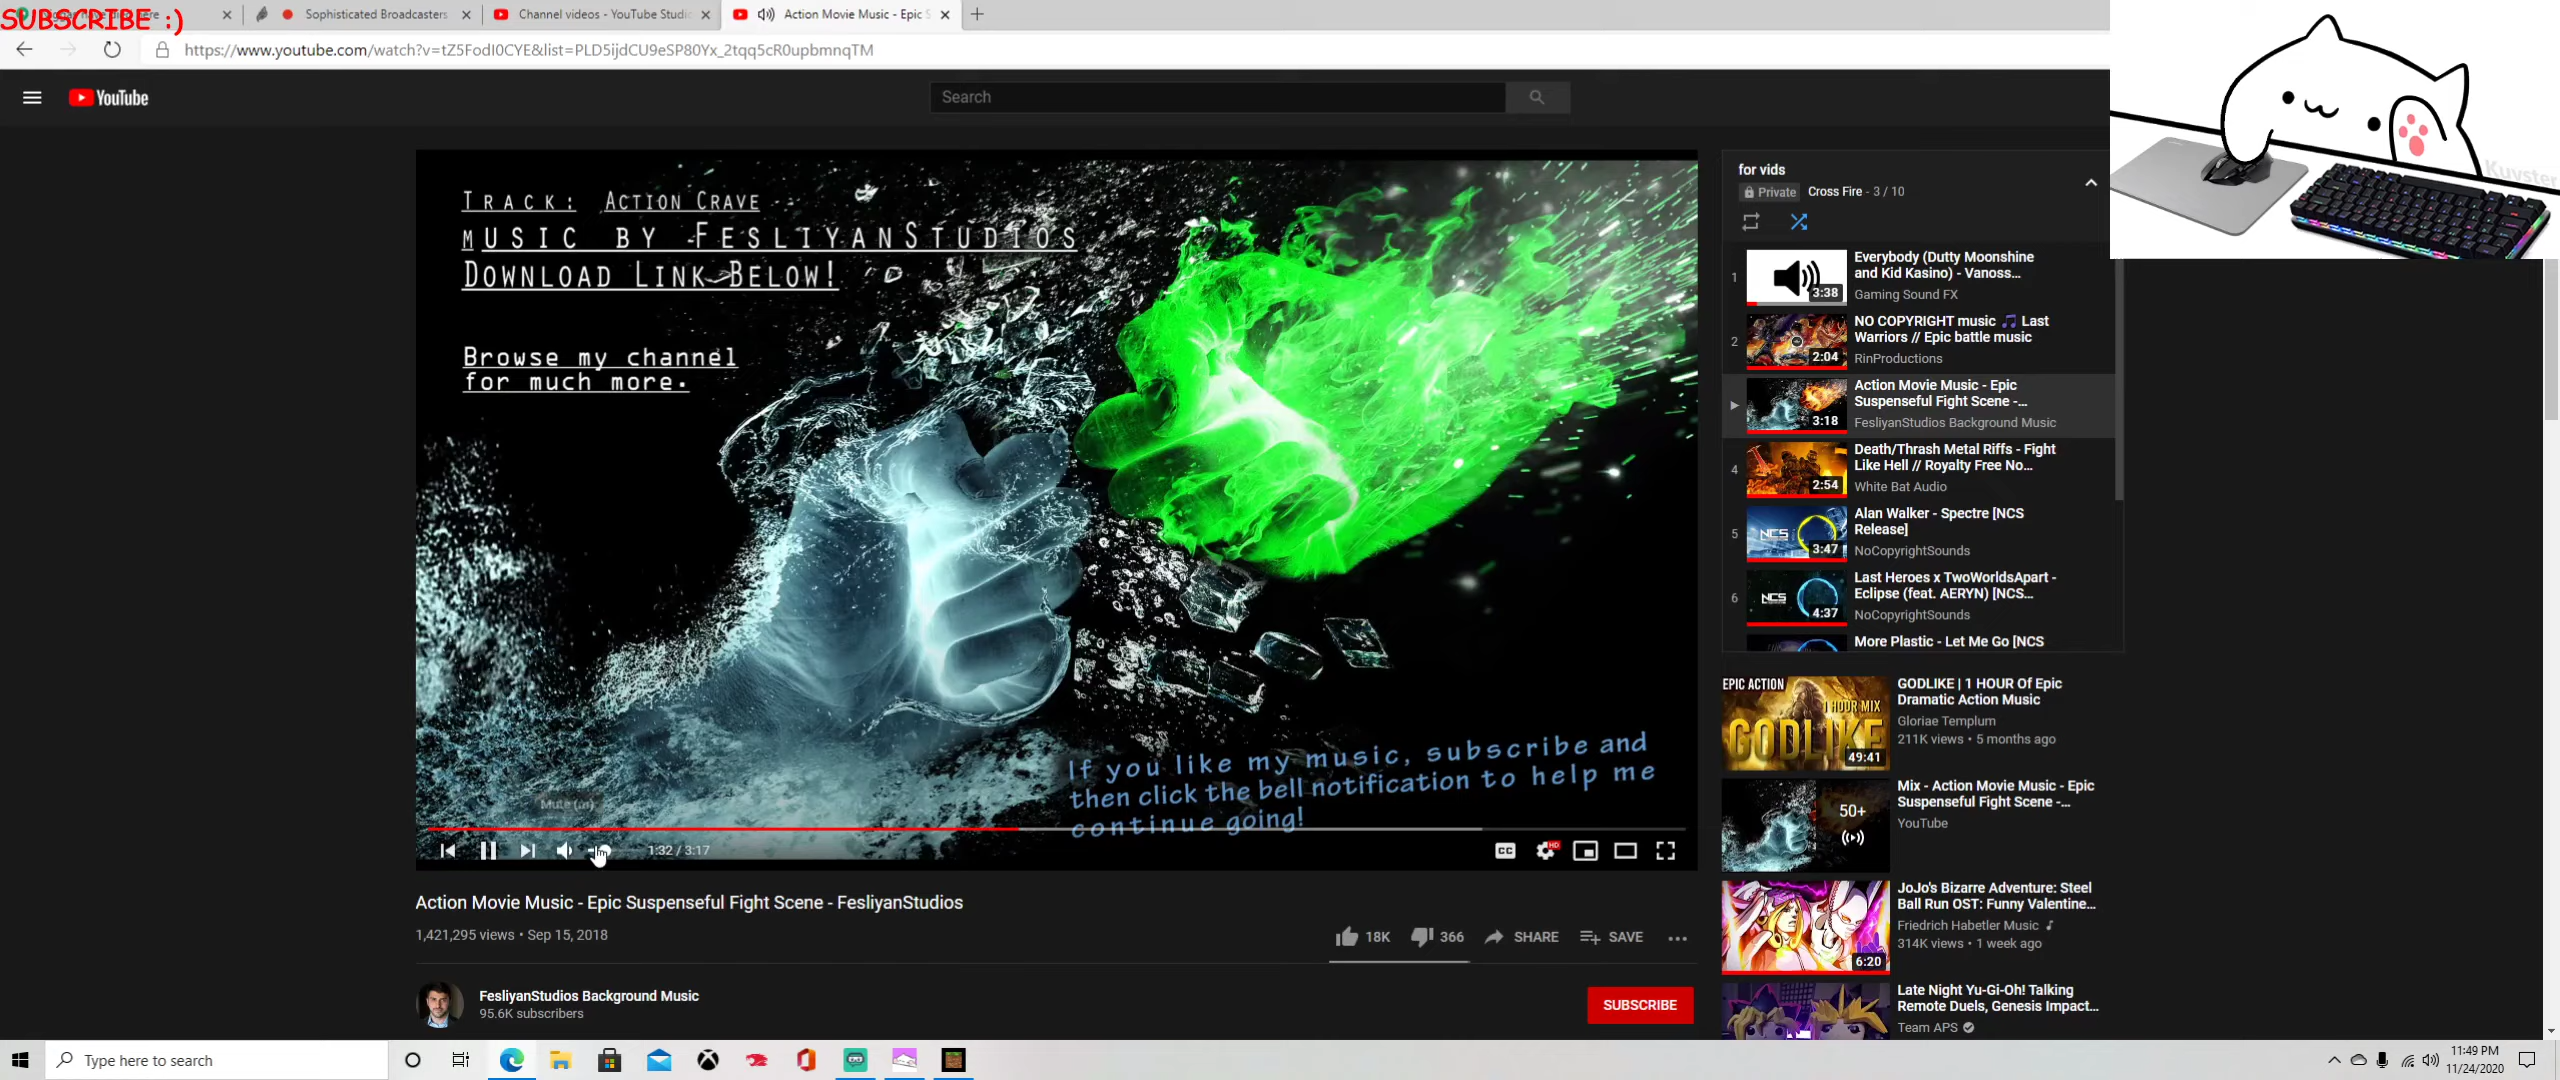 SUBSCRIBE :)
Sophisticated Broadcasters
Channel videos - YouTube Studio
Action Movie Music - Epic S
https://www.youtube.com/watch?v=tZ5FodI0CYE&list=PLD5ijdCU9eSP80Yx_2tqq5cR0upbmnqTM
YouTube
Search
Kuvster
TRACK: ACTION CRAVE
MUSIC BY FESLIYANSTUDIOS
DOWNLOAD LINK BELOW!
Browse my channel
for much more.
If you like my music, subscribe and
then click the bell notification to help me
continue going!
Mute (m)
1:32 / 3:17
CC
HD
Action Movie Music - Epic Suspenseful Fight Scene - FesliyanStudios
1,421,295 views • Sep 15, 2018
18K
366
SHARE
SAVE
FesliyanStudios Background Music
95.6K subscribers
SUBSCRIBE
for vids
Private
Cross Fire - 3 / 10
1
3:38
Everybody (Dutty Moonshine
and Kid Kasino) - Vanoss...
Gaming Sound FX
2
2:04
NO COPYRIGHT music 🎵 Last
Warriors // Epic battle music
RinProductions
3:18
Action Movie Music - Epic
Suspenseful Fight Scene -...
FesliyanStudios Background Music
4
2:54
Death/Thrash Metal Riffs - Fight
Like Hell // Royalty Free No...
White Bat Audio
5
NCS
3:47
Alan Walker - Spectre [NCS
Release]
NoCopyrightSounds
6
NCS
4:37
Last Heroes x TwoWorldsApart -
Eclipse (feat. AERYN) [NCS...
NoCopyrightSounds
More Plastic - Let Me Go [NCS
EPIC ACTION
1 HOUR MIX
GODLIKE
49:41
GODLIKE | 1 HOUR Of Epic
Dramatic Action Music
Gloriae Templum
211K views • 5 months ago
50+
Mix - Action Movie Music - Epic
Suspenseful Fight Scene -...
YouTube
6:20
JoJo's Bizarre Adventure: Steel
Ball Run OST: Funny Valentine...
Friedrich Habetler Music
314K views • 1 week ago
Late Night Yu-Gi-Oh! Talking
Remote Duels, Genesis Impact...
Team APS
Type here to search
11:49 PM
11/24/2020